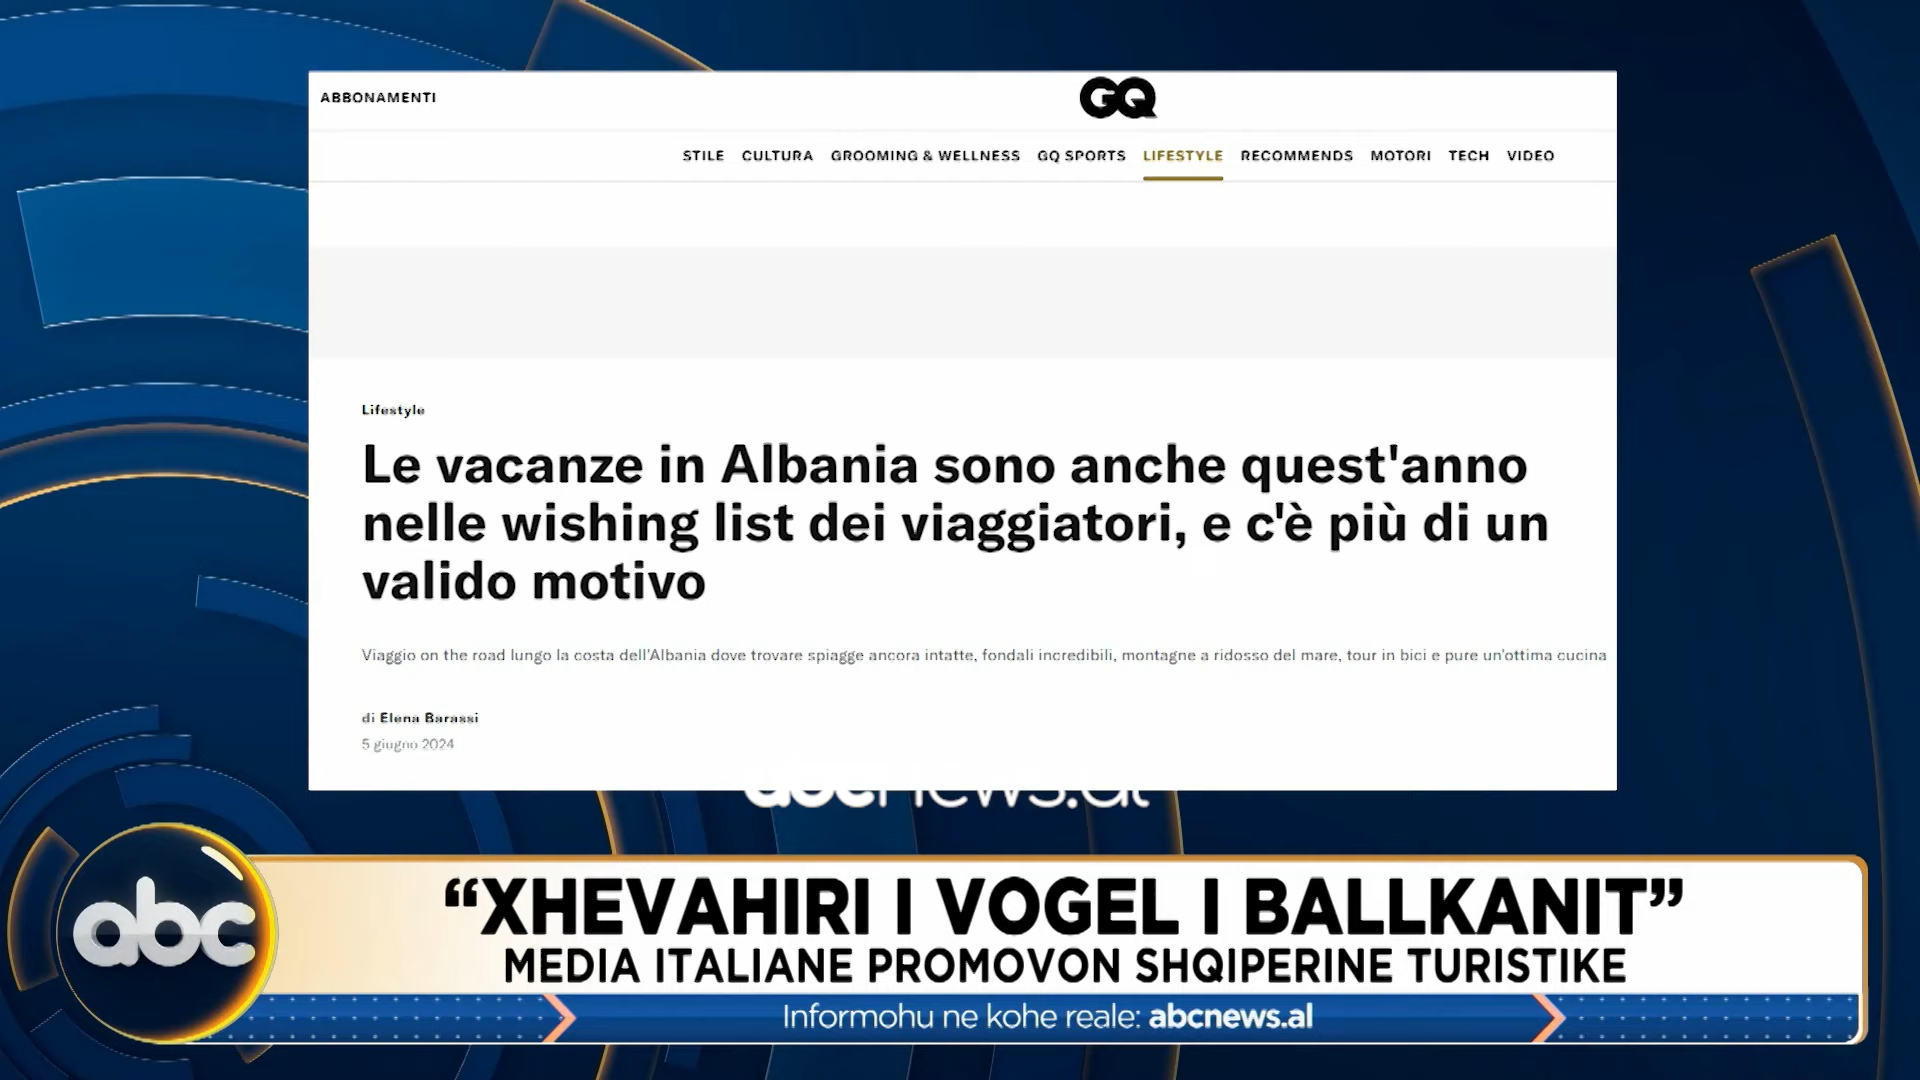 ABBONAMENTI
GQ
STILE CULTURA GROOMING & WELLNESS GQ SPORTS LIFESTYLE RECOMMENDS MOTORI TECH VIDEO
Lifestyle
Le vacanze in Albania sono anche quest'anno
nelle wishing list dei viaggiatori, e c'è più di un
valido motivo
Viaggio on the road lungo la costa dell'Albania dove trovare spiagge ancora intatte, fondali incredibili, montagne a ridosso del mare, tour in bici e pure un'ottima cucina
di Elena Barassi
5 giugno 2024
abcnews.al
abc
“XHEVAHIRI I VOGEL I BALLKANIT”
MEDIA ITALIANE PROMOVON SHQIPERINE TURISTIKE
Informohu ne kohe reale: abcnews.al